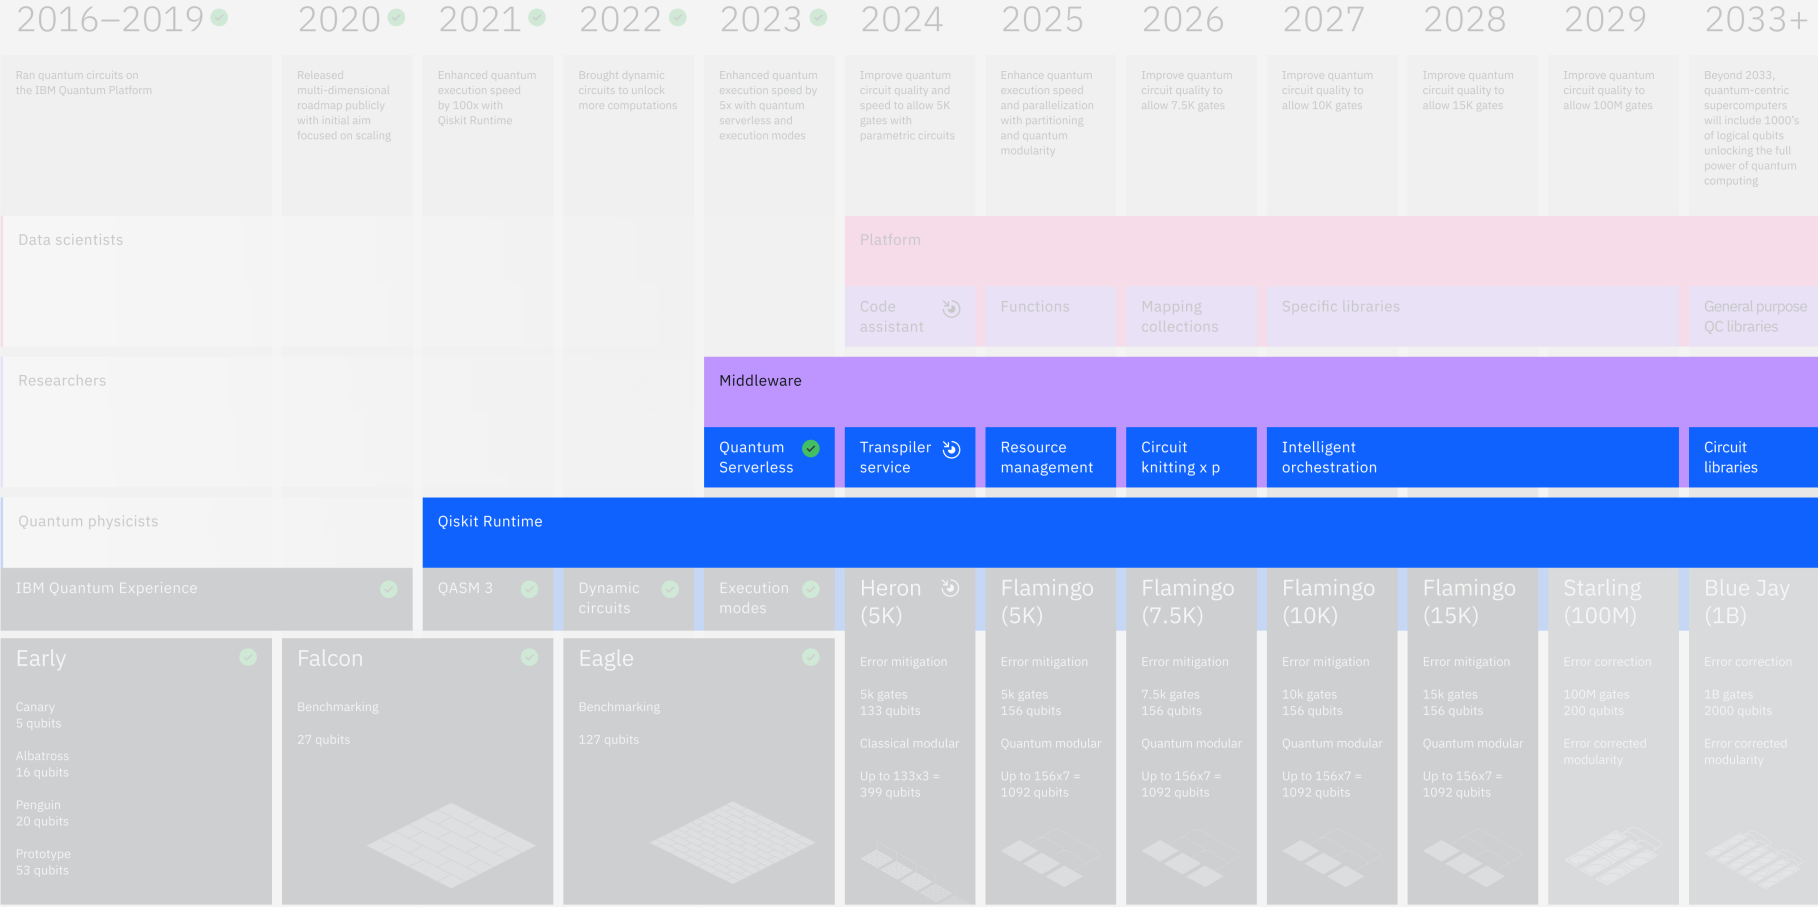 2016–2019
2020
2021
2022
2023
2024
2025
2026
2027
2028
2029
2033+
Ran quantum circuits on
the IBM Quantum Platform
Released
multi-dimensional
roadmap publicly
with initial aim
focused on scaling
Enhanced quantum
execution speed
by 100x with
Qiskit Runtime
Brought dynamic
circuits to unlock
more computations
Enhanced quantum
execution speed by
5x with quantum
serverless and
execution modes
Improve quantum
circuit quality and
speed to allow 5K
gates with
parametric circuits
Enhance quantum
execution speed
and parallelization
with partitioning
and quantum
modularity
Improve quantum
circuit quality to
allow 7.5K gates
Improve quantum
circuit quality to
allow 10K gates
Improve quantum
circuit quality to
allow 15K gates
Improve quantum
circuit quality to
allow 100M gates
Beyond 2033,
quantum-centric
supercomputers
will include 1000's
of logical qubits
unlocking the full
power of quantum
computing
Data scientists
Platform
Code
assistant
Functions
Mapping
collections
Specific libraries
General purpose
QC libraries
Researchers
Middleware
Quantum
Serverless
Transpiler
service
Resource
management
Circuit
knitting x p
Intelligent
orchestration
Circuit
libraries
Quantum physicists
Qiskit Runtime
IBM Quantum Experience
QASM 3
Dynamic
circuits
Execution
modes
Early
Canary
5 qubits
Albatross
16 qubits
Penguin
20 qubits
Prototype
53 qubits
Falcon
Benchmarking
27 qubits
Eagle
Benchmarking
127 qubits
Heron
(5K)
Error mitigation
5k gates
133 qubits
Classical modular
Up to 133x3 =
399 qubits
Flamingo
(5K)
Error mitigation
5k gates
156 qubits
Quantum modular
Up to 156x7 =
1092 qubits
Flamingo
(7.5K)
Error mitigation
7.5k gates
156 qubits
Quantum modular
Up to 156x7 =
1092 qubits
Flamingo
(10K)
Error mitigation
10k gates
156 qubits
Quantum modular
Up to 156x7 =
1092 qubits
Flamingo
(15K)
Error mitigation
15k gates
156 qubits
Quantum modular
Up to 156x7 =
1092 qubits
Starling
(100M)
Error correction
100M gates
200 qubits
Error corrected
modularity
Blue Jay
(1B)
Error correction
1B gates
2000 qubits
Error corrected
modularity